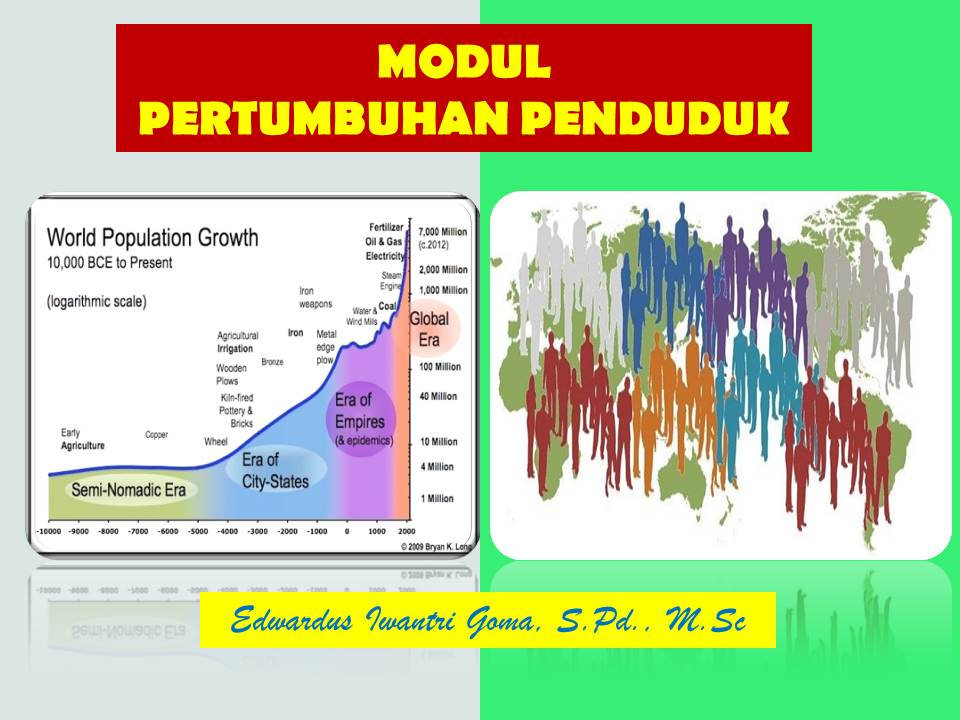 MODUL
PERTUMBUHAN PENDUDUK
World Population Growth
10,000 BCE to Present
(logarithmic scale)
Early
Agriculture
Copper
Wheel
Agricultural
Irrigation
Wooden
Plows
Kiln-fired
Pottery &
Bricks
Bronze
Iron
Iron
weapons
Metal
edge
plow
Water &
Wind Mills
Coal
Steam
Engine
Fertilizer
Oil & Gas
Electricity
7,000 Million
(c.2012)
2,000 Million
1,000 Million
100 Million
40 Million
10 Million
4 Million
1 Million
Global
Era
Era of
Empires
(& epidemics)
Era of
City-States
Semi-Nomadic Era
-10000 -9000 -8000 -7000 -6000 -5000 -4000 -3000 -2000 -1000 0 1000 2000
© 2009 Bryan K. Long
Edwardus Iwantri Goma, S.Pd., M.Sc